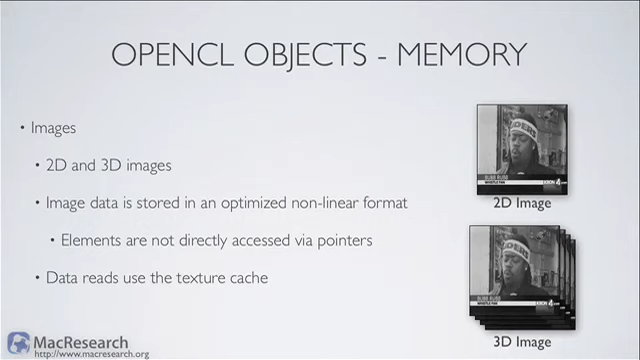 OPENCL OBJECTS - MEMORY
• Images
• 2D and 3D images
• Image data is stored in an optimized non-linear format
• Elements are not directly accessed via pointers
• Data reads use the texture cache
2D Image
3D Image
MacResearch
http://www.macresearch.org